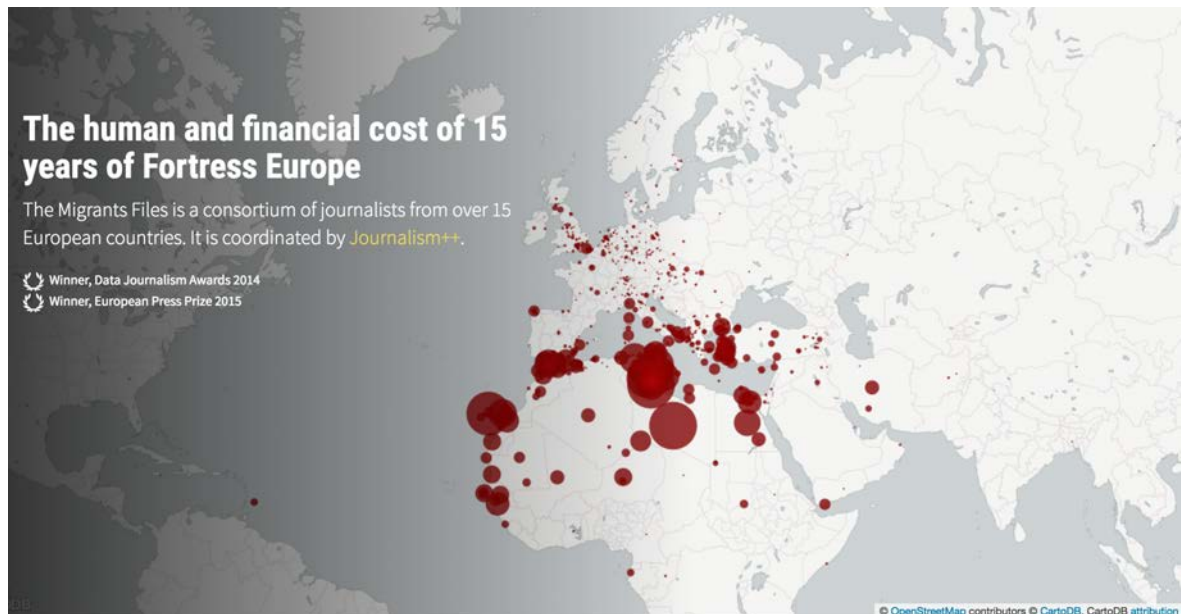 The human and financial cost of 15
years of Fortress Europe
The Migrants Files is a consortium of journalists from over 15
European countries. It is coordinated by Journalism++.
Winner, Data Journalism Awards 2014
Winner, European Press Prize 2015
© OpenStreetMap contributors © CartoDB, CartoDB attribution